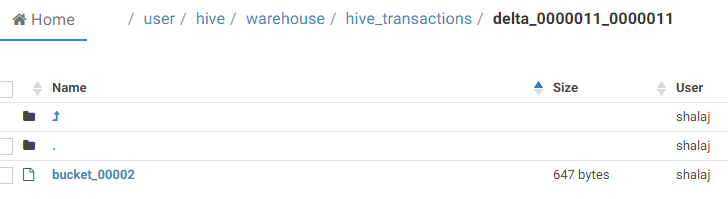 Home / user / hive / warehouse / hive_transactions / delta_0000011_0000011
Name Size User
shalaj
. shalaj
bucket_00002 647 bytes shalaj